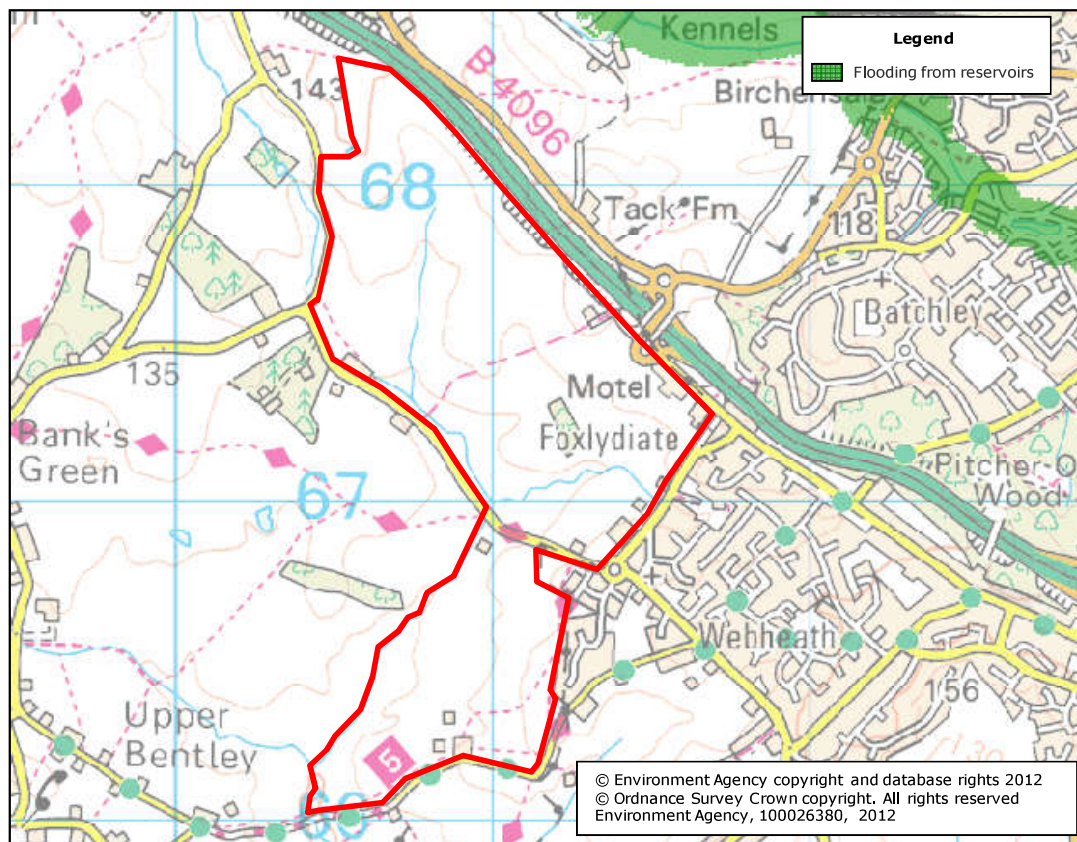 Kennels
Legend
Flooding from reservoirs
143
B 4096
68
Tack Fm
118
Batchley
135
Motel
Foxlydiate
Bank's
Green
67
Pitcher-O
Wood
Webheath
156
Upper
Bentley
5
© Environment Agency copyright and database rights 2012
© Ordnance Survey Crown copyright. All rights reserved
Environment Agency, 100026380, 2012